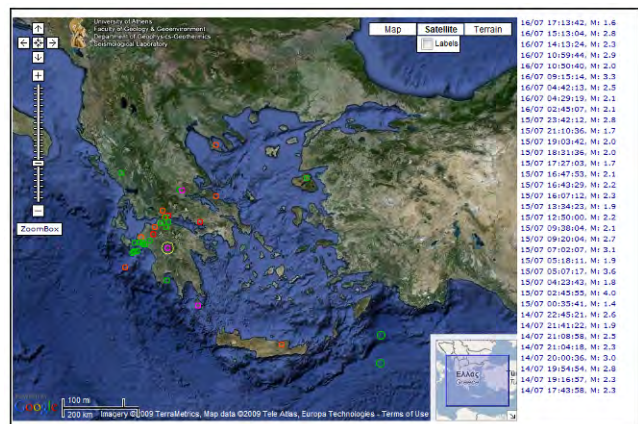 University of Athens
Faculty of Geology & Geoenvironment
Department of Geophysics-Geothermics
Seismological Laboratory
Map Satellite Terrain
Labels
ZoomBox
100 mi
200 km
Google
Imagery ©2009 TerraMetrics, Map data ©2009 Tele Atlas, Europa Technologies - Terms of Use
Ελλάς
16/07 17:13:42, M: 1.6
16/07 15:13:04, M: 2.8
16/07 14:13:24, M: 2.3
16/07 10:59:44, M: 2.9
16/07 10:50:40, M: 2.0
16/07 09:15:14, M: 3.3
16/07 04:42:13, M: 2.5
16/07 04:29:19, M: 2.1
16/07 02:45:07, M: 2.1
15/07 23:42:12, M: 2.8
15/07 21:10:36, M: 1.7
15/07 19:03:42, M: 2.0
15/07 18:31:36, M: 2.0
15/07 17:27:03, M: 1.7
15/07 16:47:53, M: 2.1
15/07 16:43:29, M: 2.2
15/07 16:07:12, M: 2.3
15/07 13:34:23, M: 1.9
15/07 12:50:00, M: 2.2
15/07 09:38:04, M: 2.1
15/07 09:20:04, M: 2.7
15/07 07:02:07, M: 3.1
15/07 05:18:11, M: 1.9
15/07 05:07:17, M: 3.6
15/07 04:23:43, M: 1.8
15/07 02:45:55, M: 4.0
15/07 00:35:41, M: 1.4
14/07 22:45:21, M: 2.6
14/07 21:41:22, M: 1.9
14/07 21:08:58, M: 2.5
14/07 21:04:18, M: 2.3
14/07 20:00:36, M: 3.0
14/07 19:54:54, M: 2.8
14/07 19:16:57, M: 2.3
14/07 17:43:58, M: 2.3